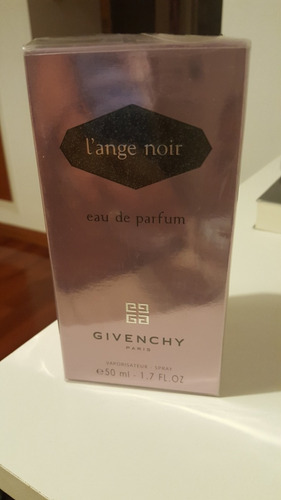 l'ange noir
eau de parfum
GIVENCHY
PARIS
VAPORISATEUR - SPRAY
e 50 ml - 1.7 FL.OZ